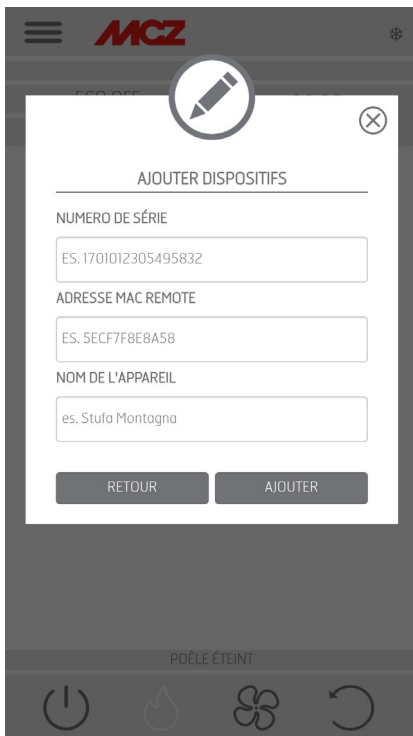 MCZ
AJOUTER DISPOSITIFS
NUMERO DE SÉRIE
ES. 1701012305495832
ADRESSE MAC REMOTE
ES. 5ECF7F8E8A58
NOM DE L'APPAREIL
es. Stufa Montagna
RETOUR AJOUTER
POÊLE ÉTEINT